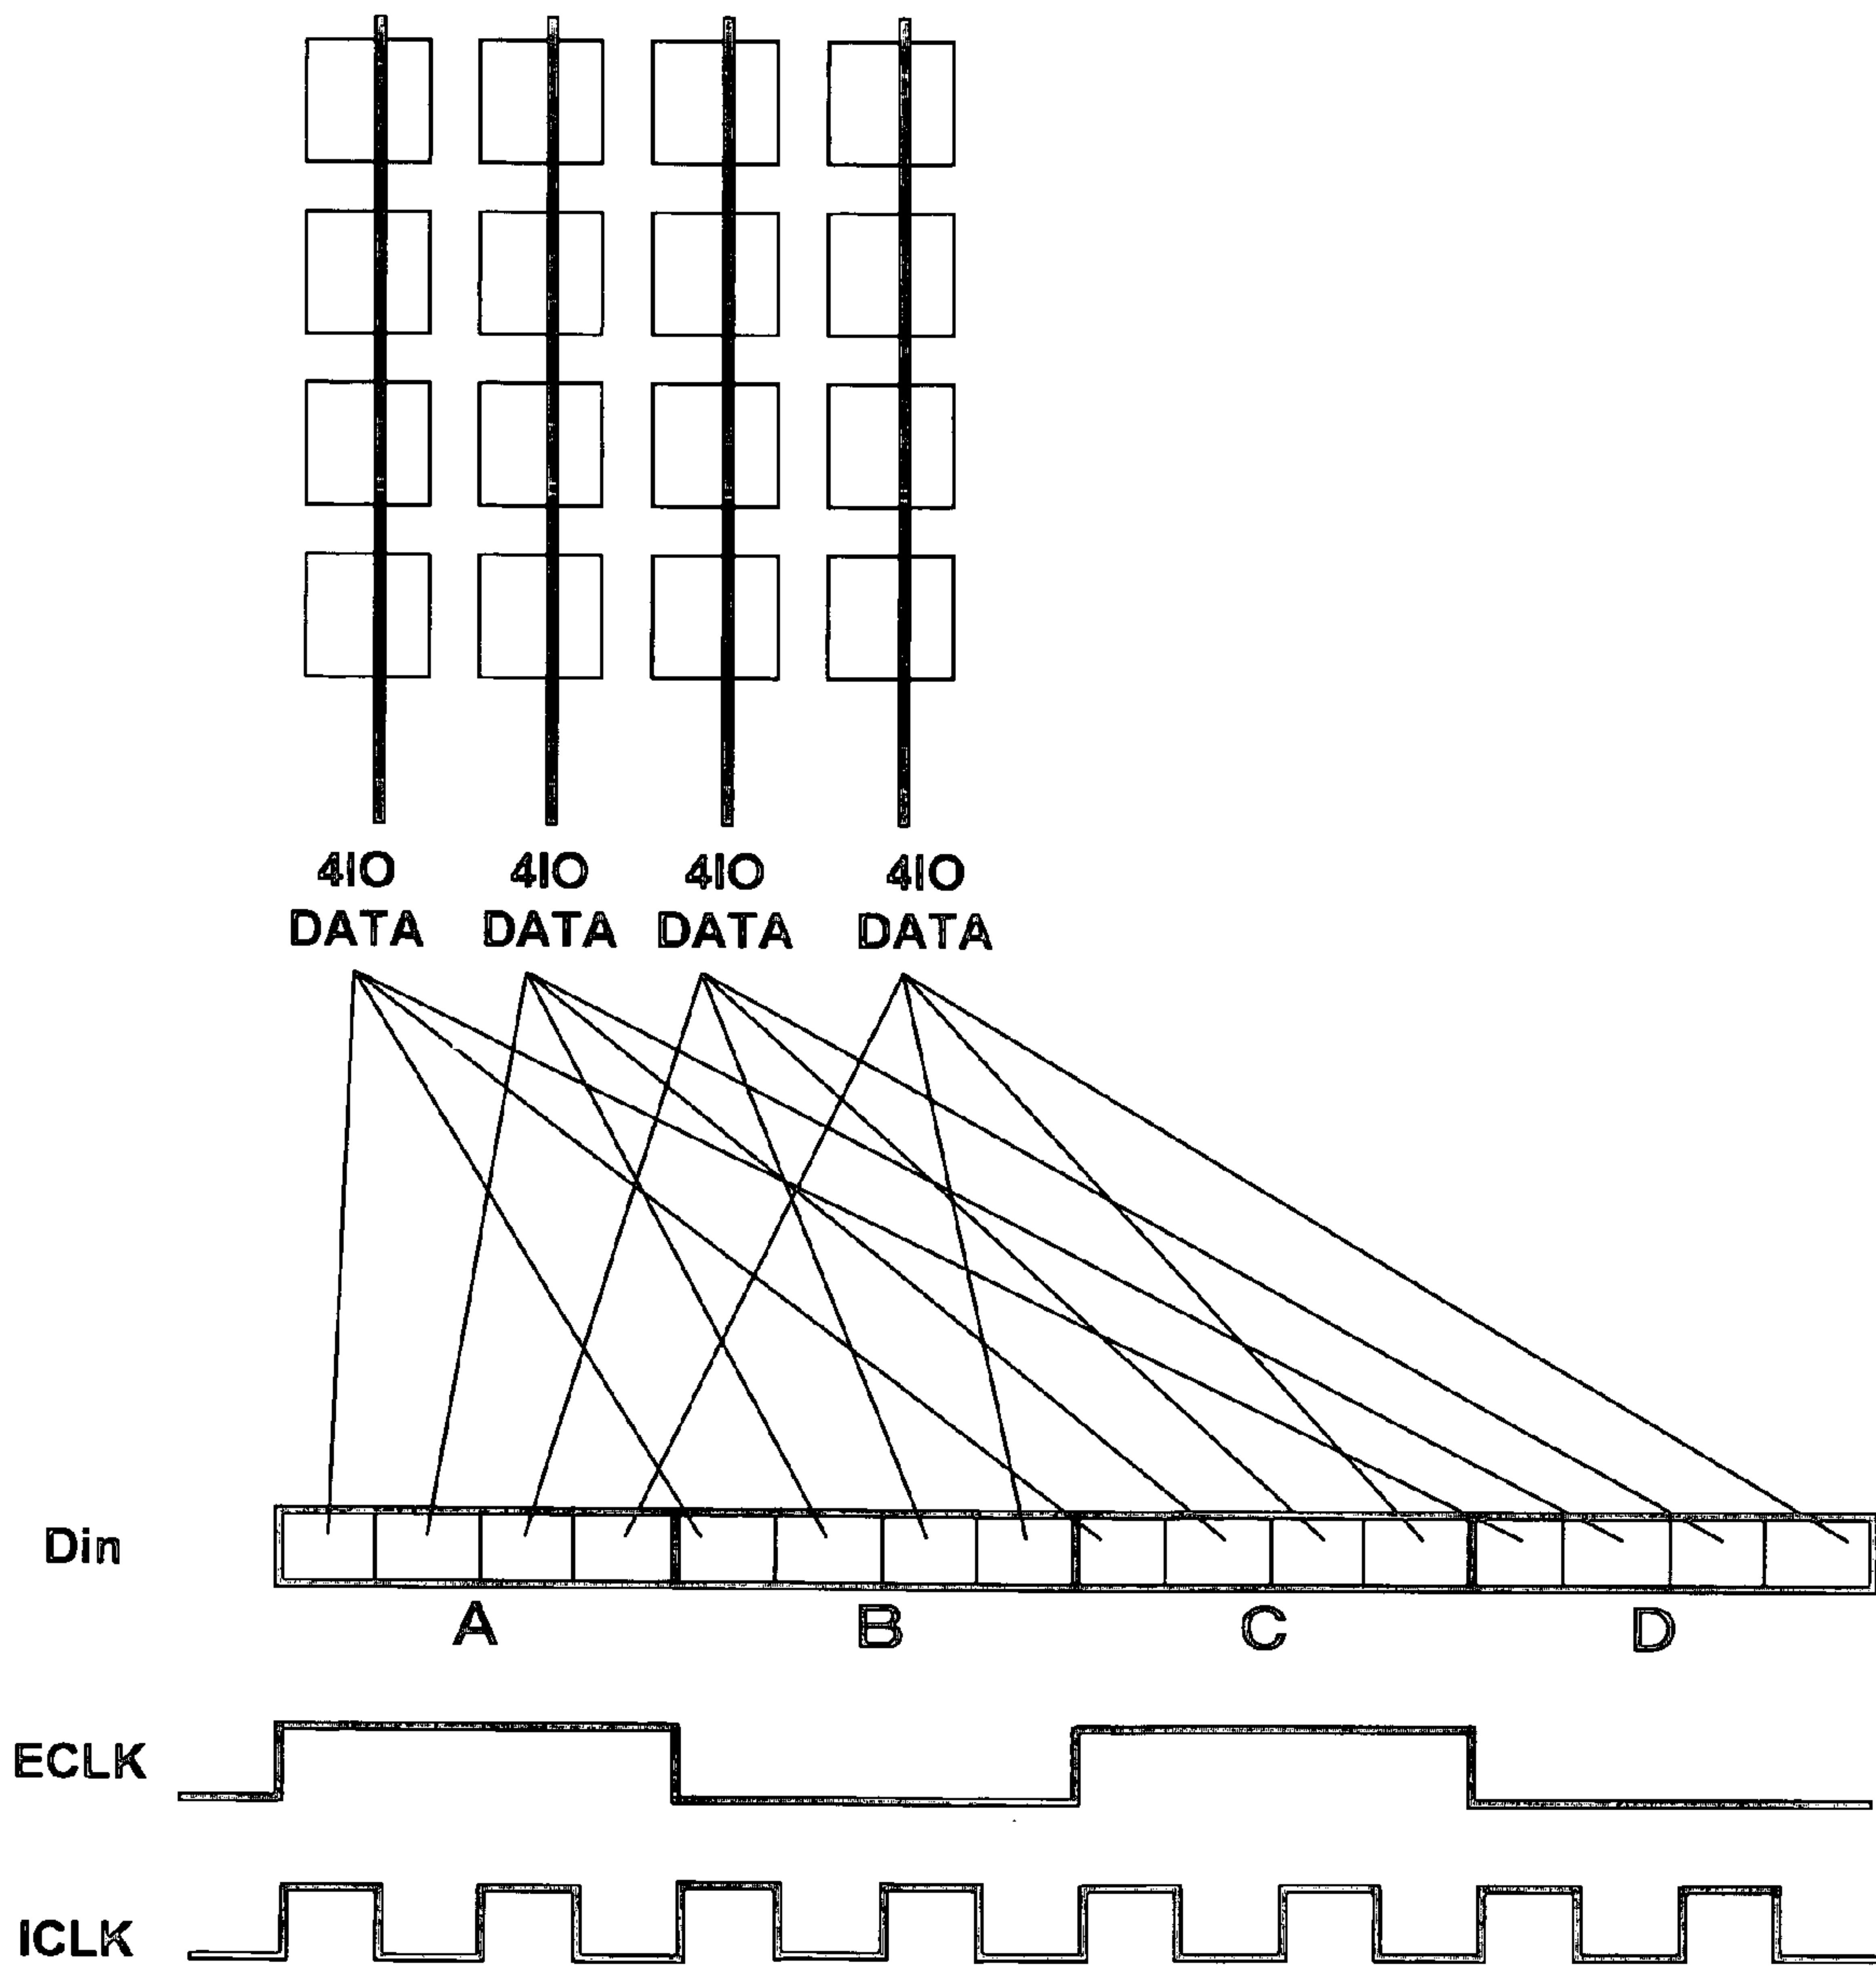 4IO 4IO 4IO 4IO
DATA DATA DATA DATA
Din
A B C D
ECLK
ICLK